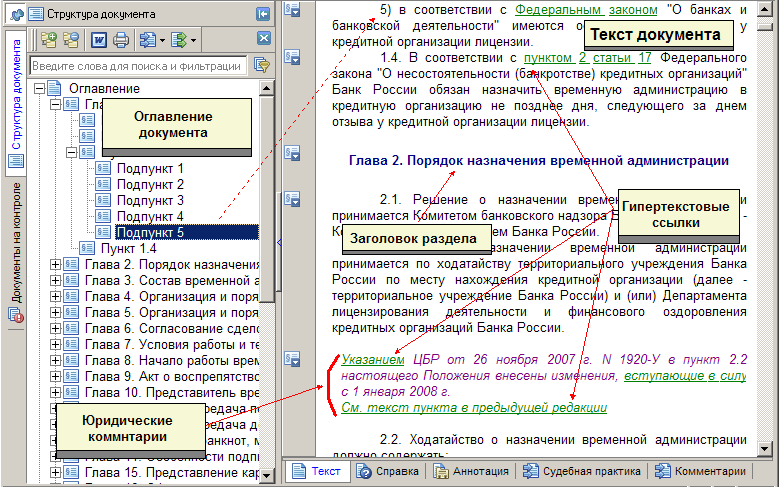 Структура документа
Введите слова для поиска и фильтрации
Структура документа
Документы на контроле
Оглавление
Оглавление
документа
Подпункт 1
Подпункт 2
Подпункт 3
Подпункт 4
Подпункт 5
Пункт 1.4
Глава 2. Порядок назначения
Глава 3. Состав временной а
Глава 4. Организация и поря
Глава 5. Организация и поря
Глава 6. Согласование сдело
Глава 7. Условия работы и те
Глава 8. Начало работы врем
Глава 9. Акт о воспрепятство
Глава 10. Представитель вре
Юридические
коммнтарии
Глава 15. Представление кар
5) в соответствии с Федеральным законом "О банках и
банковской деятельности" имеются у
кредитной организации лицензии.
Текст документа
1.4. В соответствии с пунктом 2 статьи 17 Федерального
закона "О несостоятельности (банкротстве) кредитных организаций"
Банк России обязан назначить временную администрацию в
кредитную организацию не позднее дня, следующего за днем
отзыва у кредитной организации лицензии.
Глава 2. Порядок назначения временной администрации
2.1. Решение о назначении
принимается Комитетом банковского надзора
Банка России.
Гипертекстовые
ссылки
Заголовок раздела
назначении временной администрации
принимается по ходатайству территориального учреждения Банка
России по месту нахождения кредитной организации (далее -
территориальное учреждение Банка России) и (или) Департамента
лицензирования деятельности и финансового оздоровления
кредитных организаций Банка России.
Указанием ЦБР от 26 ноября 2007 г. N 1920-У в пункт 2.2
настоящего Положения внесены изменения, вступающие в силу
с 1 января 2008 г.
См. текст пункта в предыдущей редакции
2.2. Ходатайство о назначении временной администрации
должно содержать:
Текст Справка Аннотация Судебная практика Комментарии